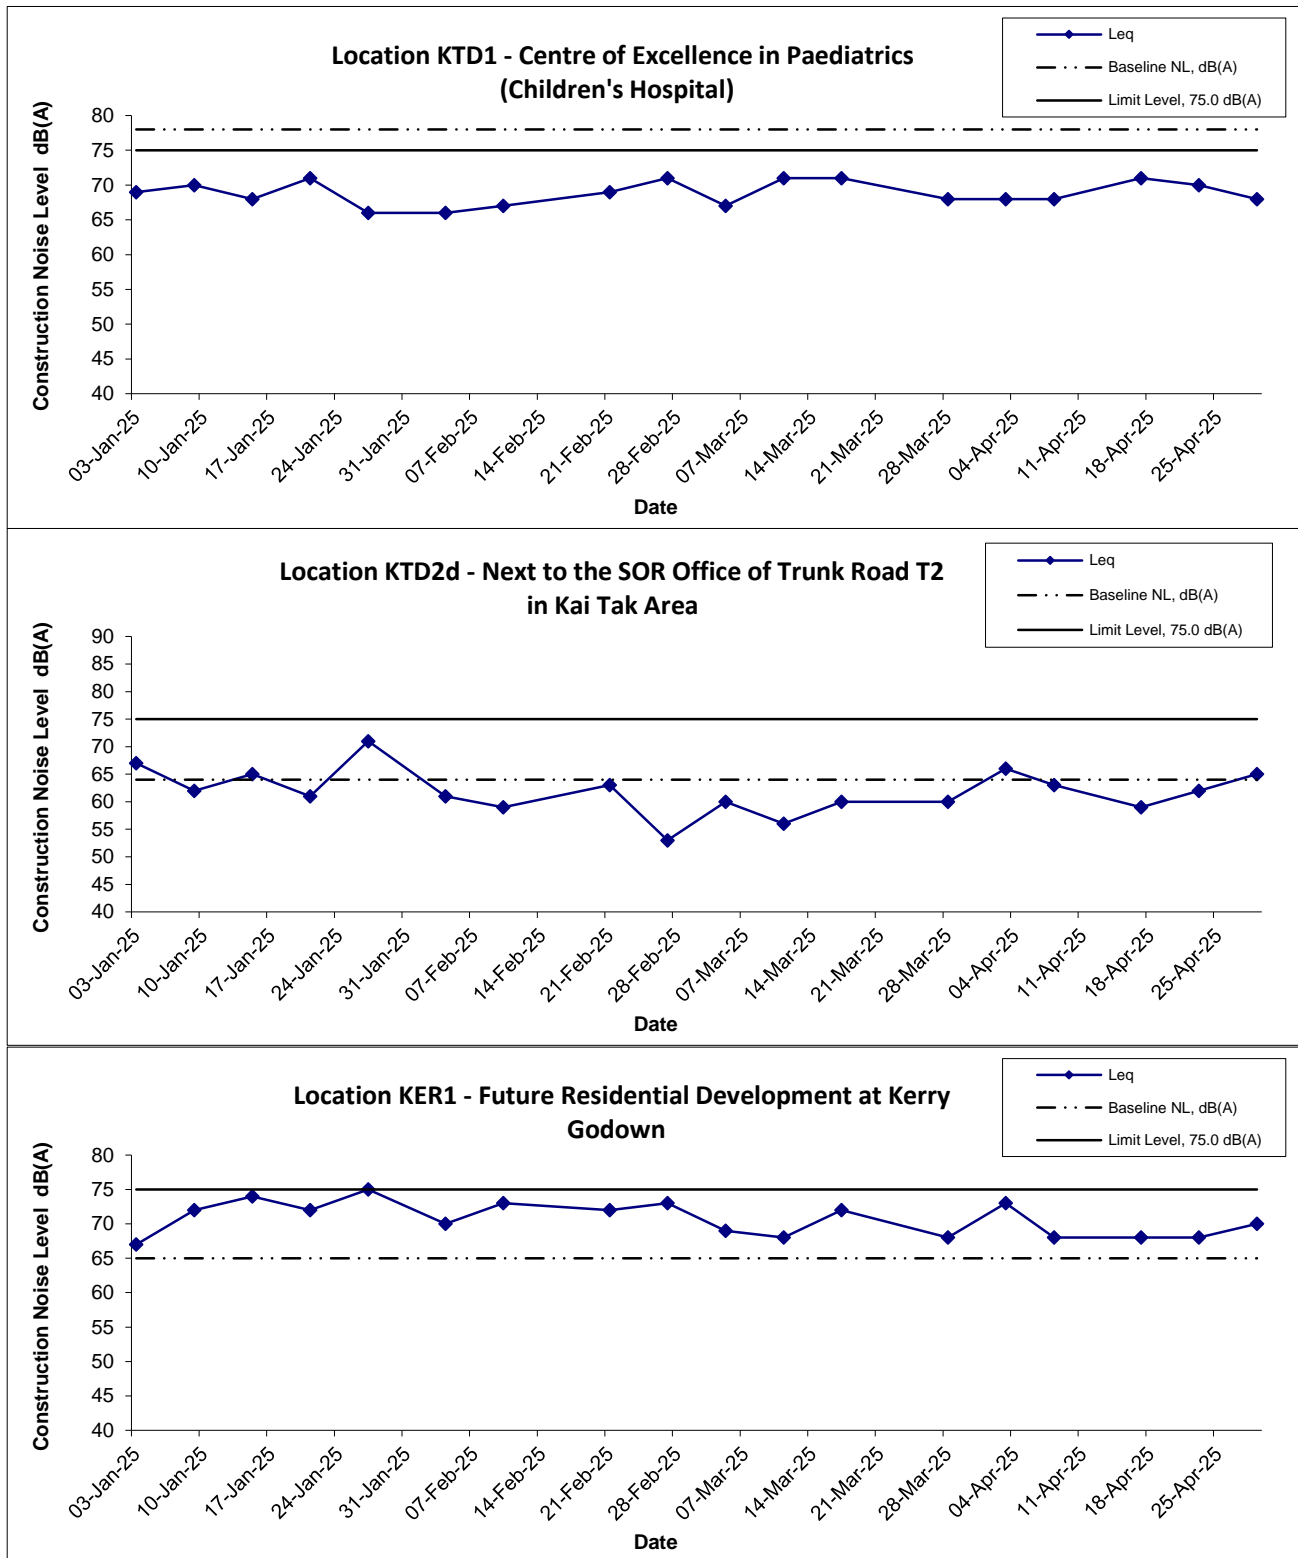 Location KTD1 - Centre of Excellence in Paediatrics
(Children's Hospital)
Leq
Baseline NL, dB(A)
Limit Level, 75.0 dB(A)
Construction Noise Level  dB(A)
80
75
70
65
60
55
50
45
40
03-Jan-25
10-Jan-25
17-Jan-25
24-Jan-25
31-Jan-25
07-Feb-25
14-Feb-25
21-Feb-25
28-Feb-25
07-Mar-25
14-Mar-25
21-Mar-25
28-Mar-25
04-Apr-25
11-Apr-25
18-Apr-25
25-Apr-25
Date
Location KTD2d - Next to the SOR Office of Trunk Road T2
in Kai Tak Area
Leq
Baseline NL, dB(A)
Limit Level, 75.0 dB(A)
Construction Noise Level  dB(A)
90
85
80
75
70
65
60
55
50
45
40
03-Jan-25
10-Jan-25
17-Jan-25
24-Jan-25
31-Jan-25
07-Feb-25
14-Feb-25
21-Feb-25
28-Feb-25
07-Mar-25
14-Mar-25
21-Mar-25
28-Mar-25
04-Apr-25
11-Apr-25
18-Apr-25
25-Apr-25
Date
Location KER1 - Future Residential Development at Kerry
Godown
Leq
Baseline NL, dB(A)
Limit Level, 75.0 dB(A)
Construction Noise Level  dB(A)
80
75
70
65
60
55
50
45
40
03-Jan-25
10-Jan-25
17-Jan-25
24-Jan-25
31-Jan-25
07-Feb-25
14-Feb-25
21-Feb-25
28-Feb-25
07-Mar-25
14-Mar-25
21-Mar-25
28-Mar-25
04-Apr-25
11-Apr-25
18-Apr-25
25-Apr-25
Date